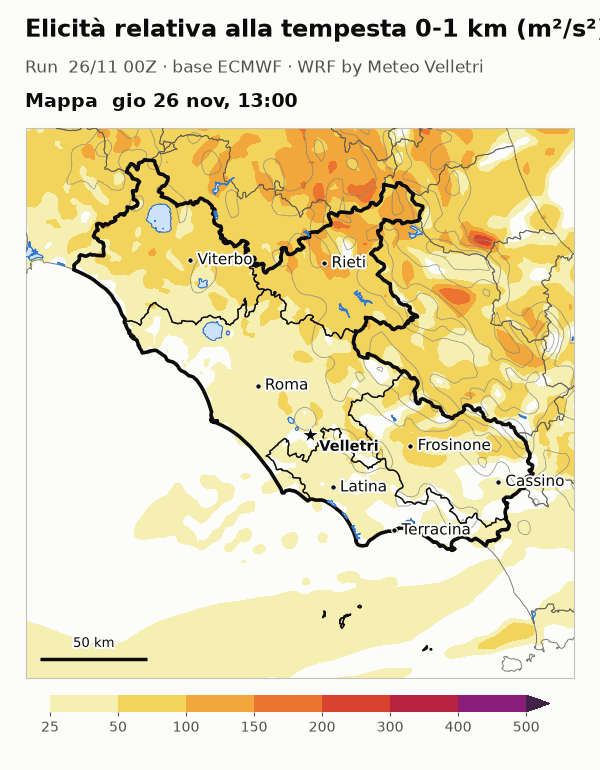 Elicità relativa alla tempesta 0-1 km (m²/s²)
Run  26/11 00Z · base ECMWF · WRF by Meteo Velletri
Mappa  gio 26 nov, 13:00
Viterbo
Rieti
Roma
Velletri
Frosinone
Cassino
Latina
Terracina
50 km
25 50 100 150 200 300 400 500